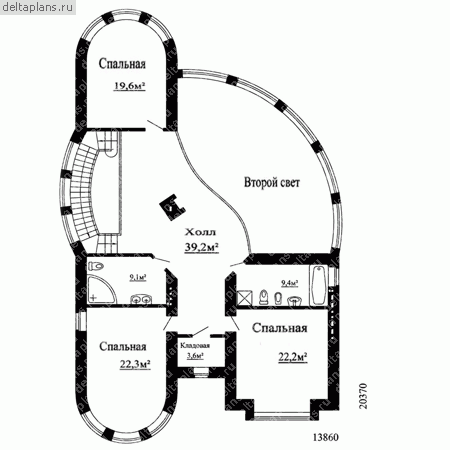 deltaplans.ru
Спальная
19,6м²
Второй свет
Холл
39,2м²
9,1м²
9,4м²
Спальная
22,3м²
Кладовая
3,6м²
Спальная
22,2м²
20370
13860